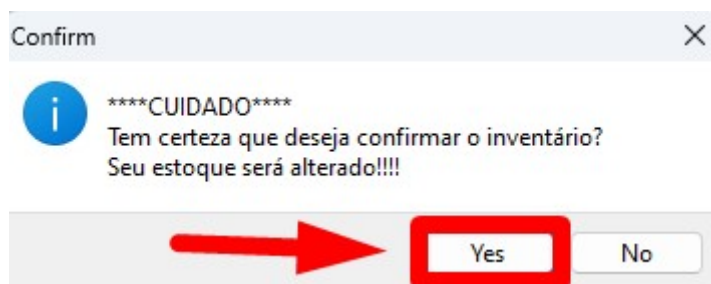 Confirm
****CUIDADO****
Tem certeza que deseja confirmar o inventário?
Seu estoque será alterado!!!!
Yes
No